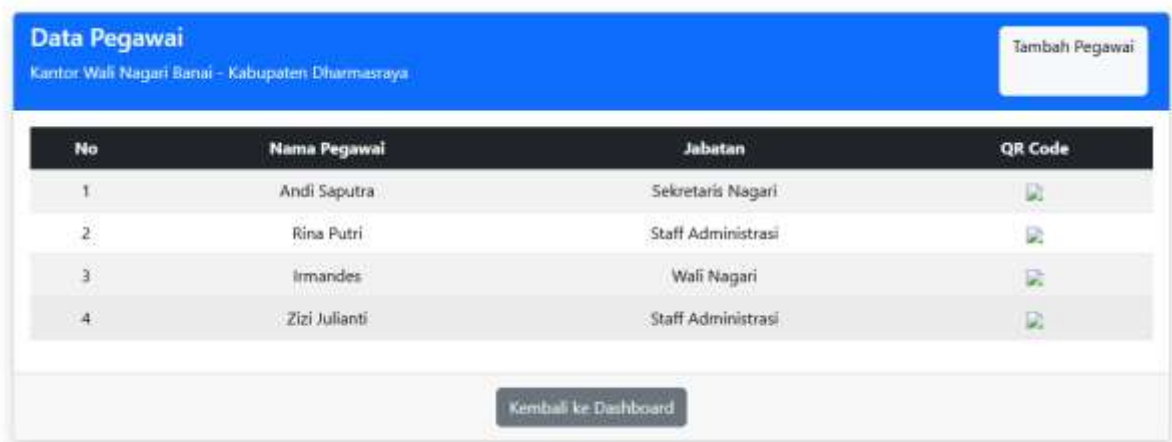 Data Pegawai
Tambah Pegawai
Kantor Wali Nagari Banai - Kabupaten Dharmasraya
No Nama Pegawai Jabatan QR Code
1 Andi Saputra Sekretaris Nagari
2 Rina Putri Staff Administrasi
3 Irmandes Wali Nagari
4 Zizi Julianti Staff Administrasi
Kembali ke Dashboard